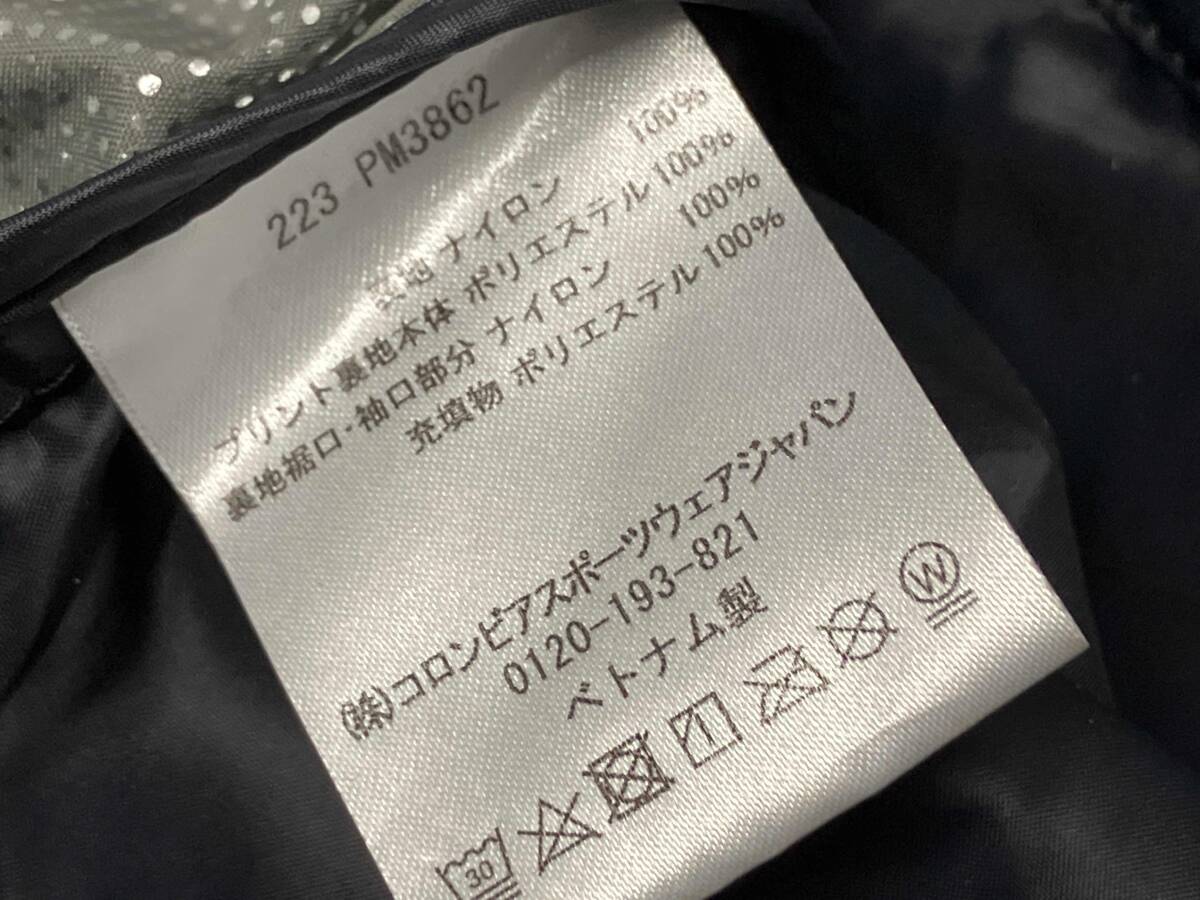 223 PM3862
表地 ナイロン 100%
プリント裏地本体 ポリエステル 100%
裏地裾口・袖口部分 ナイロン 100%
充填物 ポリエステル 100%
(株)コロンビアスポーツウェアジャパン
0120-193-821
ベトナム製
30 1 W